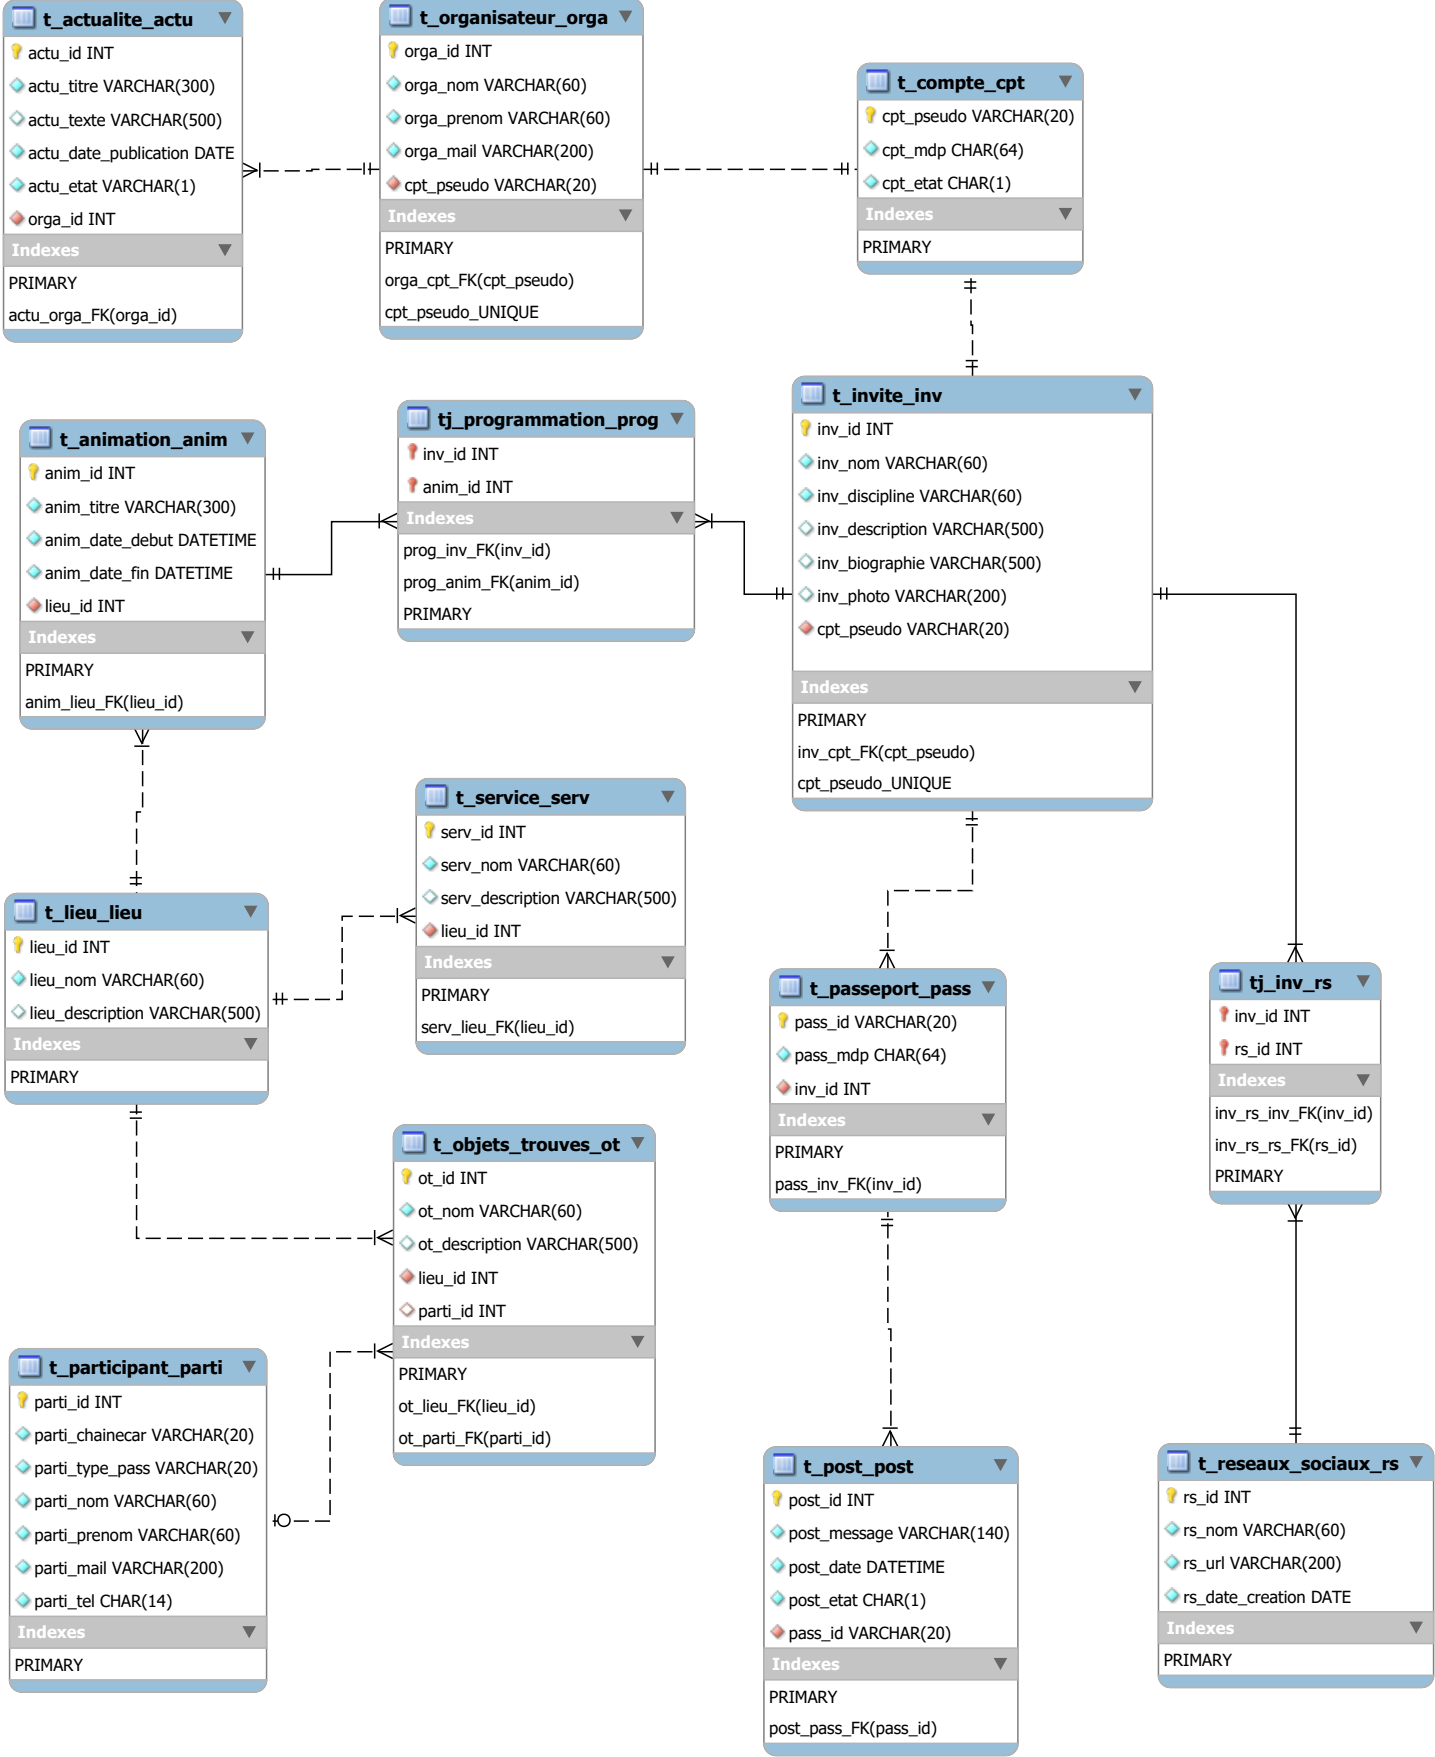 t_actualite_actu
actu_id INT
actu_titre VARCHAR(300)
actu_texte VARCHAR(500)
actu_date_publication DATE
actu_etat VARCHAR(1)
orga_id INT
Indexes
PRIMARY
actu_orga_FK(orga_id)
t_organisateur_orga
orga_id INT
orga_nom VARCHAR(60)
orga_prenom VARCHAR(60)
orga_mail VARCHAR(200)
cpt_pseudo VARCHAR(20)
Indexes
PRIMARY
orga_cpt_FK(cpt_pseudo)
cpt_pseudo_UNIQUE
t_compte_cpt
cpt_pseudo VARCHAR(20)
cpt_mdp CHAR(64)
cpt_etat CHAR(1)
Indexes
PRIMARY
t_animation_anim
anim_id INT
anim_titre VARCHAR(300)
anim_date_debut DATETIME
anim_date_fin DATETIME
lieu_id INT
Indexes
PRIMARY
anim_lieu_FK(lieu_id)
tj_programmation_prog
inv_id INT
anim_id INT
Indexes
prog_inv_FK(inv_id)
prog_anim_FK(anim_id)
PRIMARY
t_invite_inv
inv_id INT
inv_nom VARCHAR(60)
inv_discipline VARCHAR(60)
inv_description VARCHAR(500)
inv_biographie VARCHAR(500)
inv_photo VARCHAR(200)
cpt_pseudo VARCHAR(20)
Indexes
PRIMARY
inv_cpt_FK(cpt_pseudo)
cpt_pseudo_UNIQUE
t_service_serv
serv_id INT
serv_nom VARCHAR(60)
serv_description VARCHAR(500)
lieu_id INT
Indexes
PRIMARY
serv_lieu_FK(lieu_id)
t_lieu_lieu
lieu_id INT
lieu_nom VARCHAR(60)
lieu_description VARCHAR(500)
Indexes
PRIMARY
t_passeport_pass
pass_id VARCHAR(20)
pass_mdp CHAR(64)
inv_id INT
Indexes
PRIMARY
pass_inv_FK(inv_id)
tj_inv_rs
inv_id INT
rs_id INT
Indexes
inv_rs_inv_FK(inv_id)
inv_rs_rs_FK(rs_id)
PRIMARY
t_objets_trouves_ot
ot_id INT
ot_nom VARCHAR(60)
ot_description VARCHAR(500)
lieu_id INT
parti_id INT
Indexes
PRIMARY
ot_lieu_FK(lieu_id)
ot_parti_FK(parti_id)
t_participant_parti
parti_id INT
parti_chainecar VARCHAR(20)
parti_type_pass VARCHAR(20)
parti_nom VARCHAR(60)
parti_prenom VARCHAR(60)
parti_mail VARCHAR(200)
parti_tel CHAR(14)
Indexes
PRIMARY
t_post_post
post_id INT
post_message VARCHAR(140)
post_date DATETIME
post_etat CHAR(1)
pass_id VARCHAR(20)
Indexes
PRIMARY
post_pass_FK(pass_id)
t_reseaux_sociaux_rs
rs_id INT
rs_nom VARCHAR(60)
rs_url VARCHAR(200)
rs_date_creation DATE
Indexes
PRIMARY